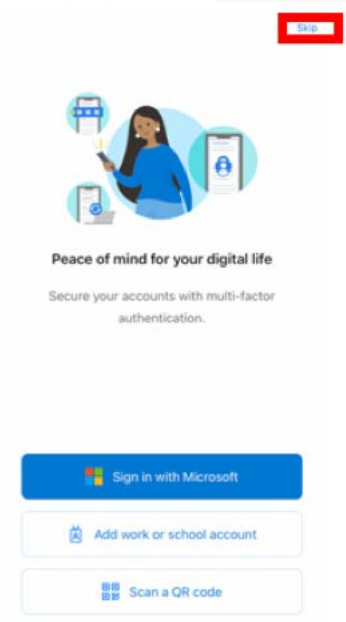 Skip
Peace of mind for your digital life
Secure your accounts with multi-factor
authentication.
Sign in with Microsoft
Add work or school account
Scan a QR code